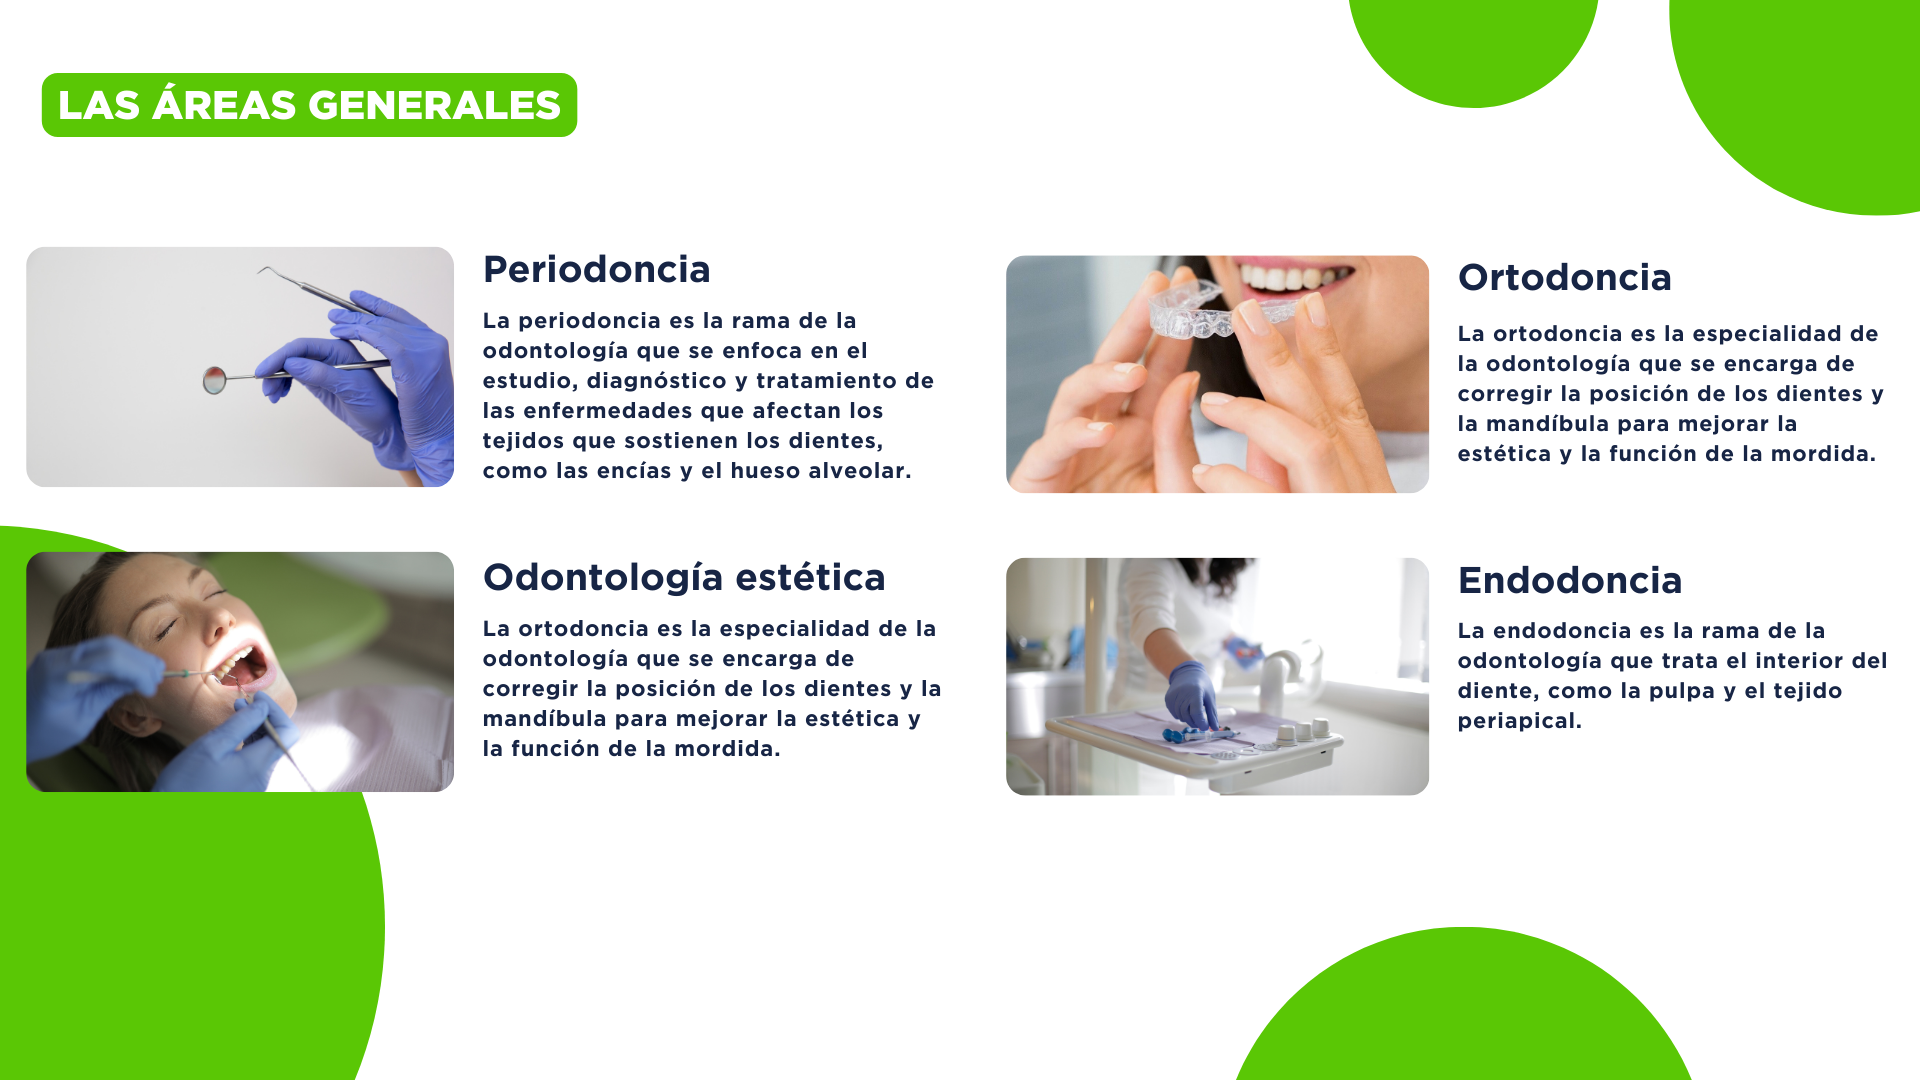 LAS ÁREAS GENERALES
Periodoncia
La periodoncia es la rama de la
odontología que se enfoca en el
estudio, diagnóstico y tratamiento de
las enfermedades que afectan los
tejidos que sostienen los dientes,
como las encías y el hueso alveolar.
Ortodoncia
La ortodoncia es la especialidad de
la odontología que se encarga de
corregir la posición de los dientes y
la mandíbula para mejorar la
estética y la función de la mordida.
Odontología estética
La ortodoncia es la especialidad de la
odontología que se encarga de
corregir la posición de los dientes y la
mandíbula para mejorar la estética y
la función de la mordida.
Endodoncia
La endodoncia es la rama de la
odontología que trata el interior del
diente, como la pulpa y el tejido
periapical.